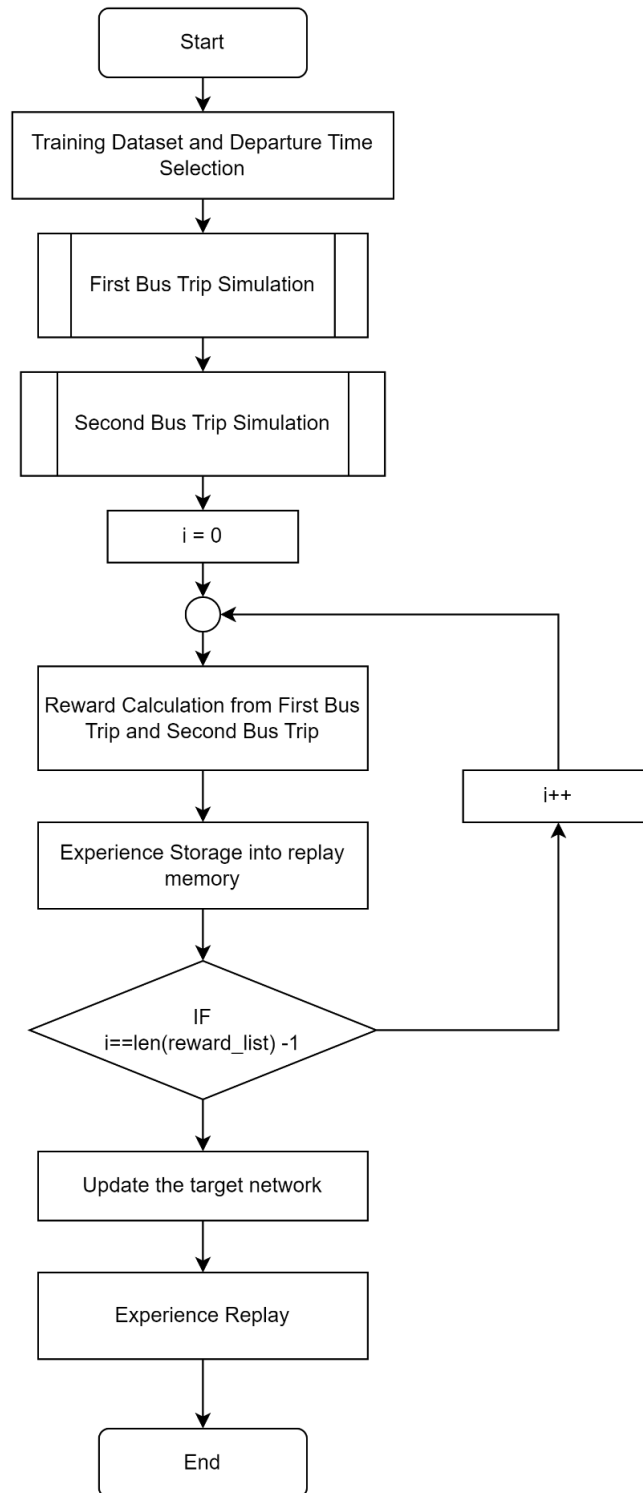 Start
Training Dataset and Departure Time
Selection
First Bus Trip Simulation
Second Bus Trip Simulation
i = 0
Reward Calculation from First Bus
Trip and Second Bus Trip
i++
Experience Storage into replay
memory
IF
i==len(reward_list) -1
Update the target network
Experience Replay
End